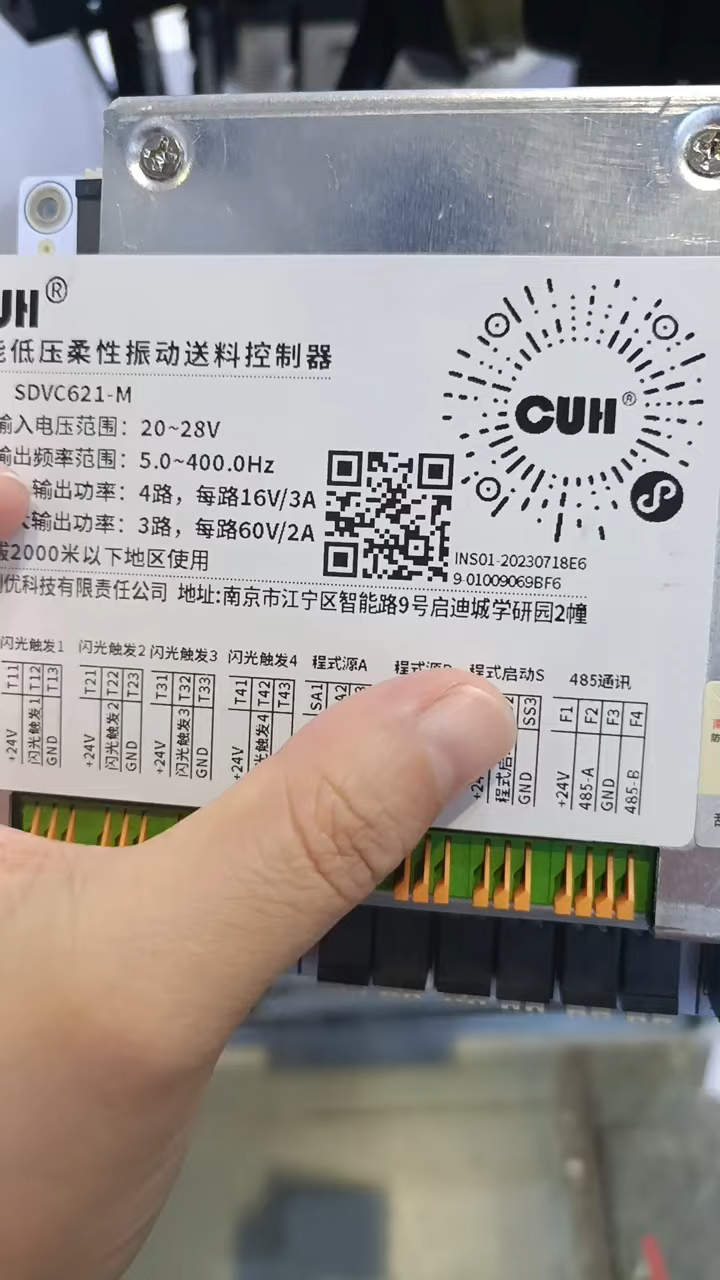 CUH®
低压柔性振动送料控制器
SDVC621-M
输入电压范围：20~28V
输出频率范围：5.0~400.0Hz
输出功率：4路，每路16V/3A
输出功率：3路，每路60V/2A
2000米以下地区使用
优科技有限责任公司 地址:南京市江宁区智能路9号启迪城学研园2幢
CUH®
INS01-20230718E6
9-01009069BF6
闪光触发1 闪光触发2 闪光触发3 闪光触发4 程式源A 程式源B 程式启动S 485通讯
T11 T12 T13 T21 T22 T23 T31 T32 T33 T41 T42 T43 SA1 SS3 F1 F2 F3 F4
+24V 闪光触发1 GND +24V 闪光触发2 GND +24V 闪光触发3 GND +24V GND +24V 485-A GND 485-B